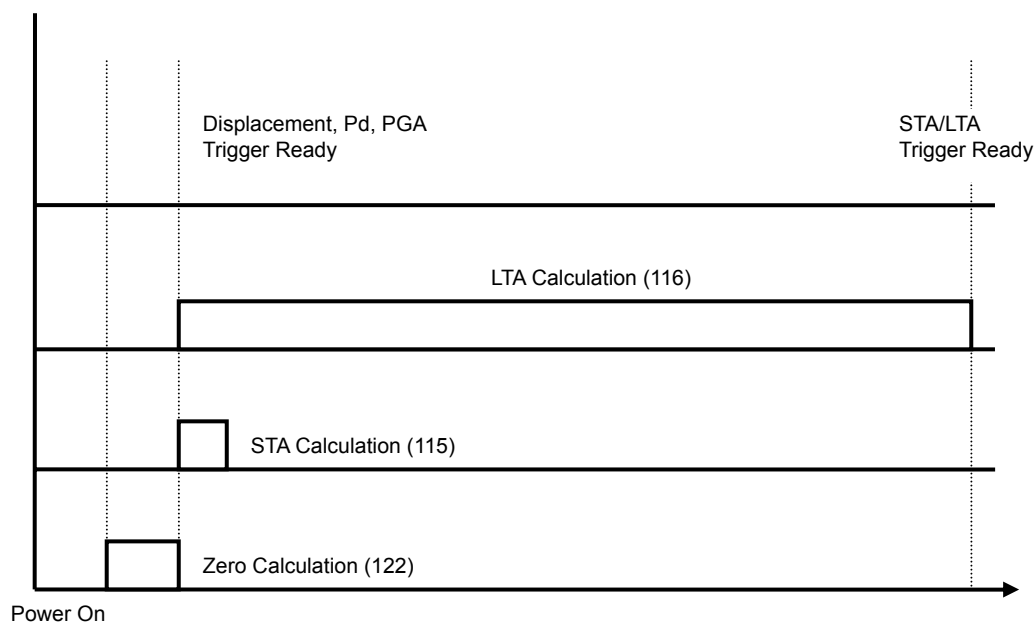 Displacement, Pd, PGA
Trigger Ready
STA/LTA
Trigger Ready
LTA Calculation (116)
STA Calculation (115)
Zero Calculation (122)
Power On